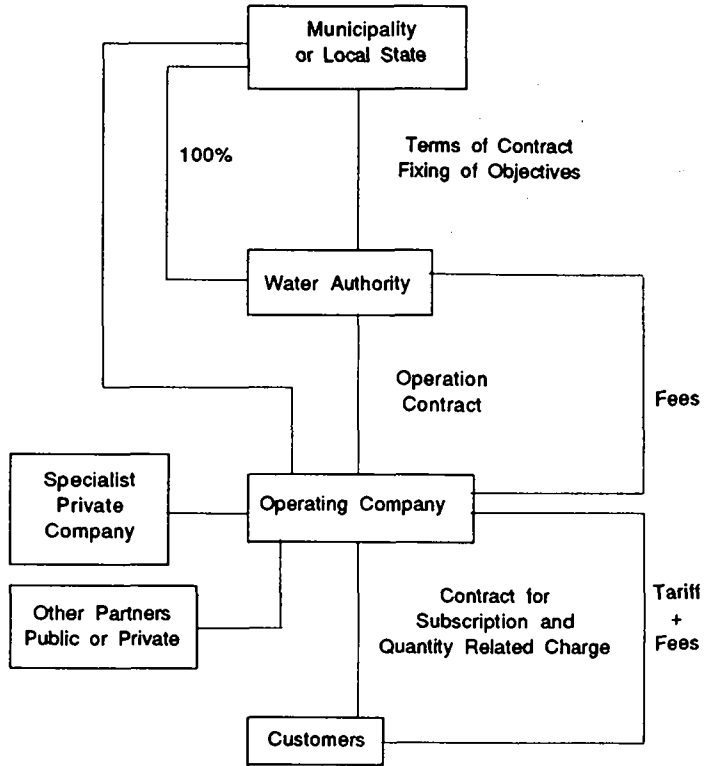 Municipality
or Local State
100%
Terms of Contract
Fixing of Objectives
Water Authority
Operation
Contract
Fees
Specialist
Private
Company
Operating Company
Other Partners
Public or Private
Contract for
Subscription and
Quantity Related Charge
Tariff
+
Fees
Customers